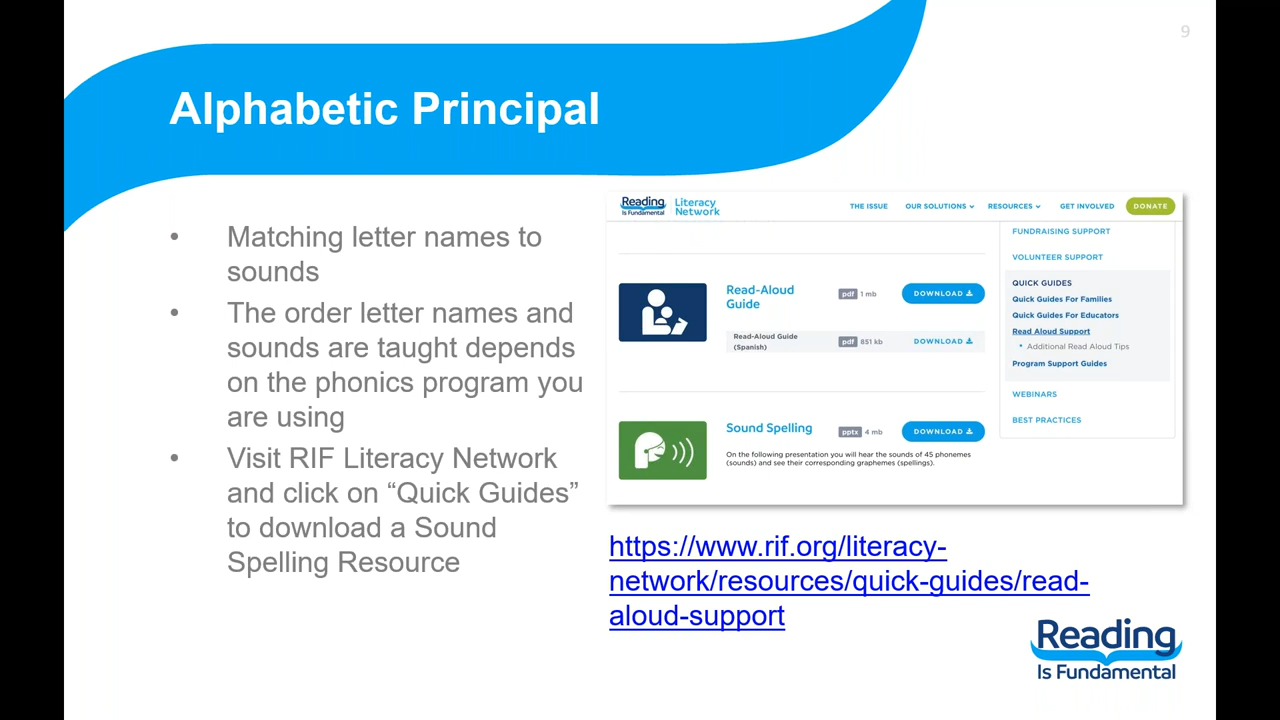 9
Alphabetic Principal
• Matching letter names to
sounds
• The order letter names and
sounds are taught depends
on the phonics program you
are using
• Visit RIF Literacy Network
and click on “Quick Guides”
to download a Sound
Spelling Resource
Reading Is Fundamental
Literacy Network
THE ISSUE OUR SOLUTIONS RESOURCES GET INVOLVED DONATE
Read-Aloud
Guide
pdf 1 mb DOWNLOAD
Read-Aloud Guide
(Spanish)
pdf 851 kb DOWNLOAD
Sound Spelling pptx 4 mb DOWNLOAD
On the following presentation you will hear the sounds of 45 phonemes
(sounds) and see their corresponding graphemes (spellings).
FUNDRAISING SUPPORT
VOLUNTEER SUPPORT
QUICK GUIDES
Quick Guides For Families
Quick Guides For Educators
Read Aloud Support
• Additional Read Aloud Tips
Program Support Guides
WEBINARS
BEST PRACTICES
https://www.rif.org/literacy-
network/resources/quick-guides/read-
aloud-support
Reading
Is Fundamental